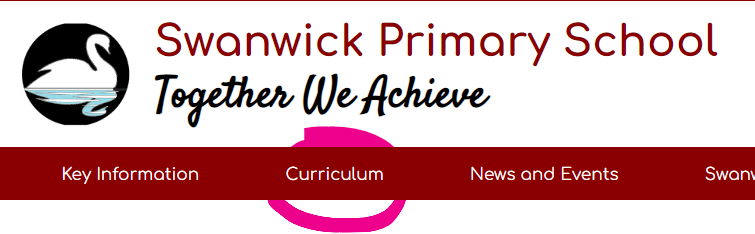 Swanwick Primary School
Together We Achieve
Key Information Curriculum News and Events